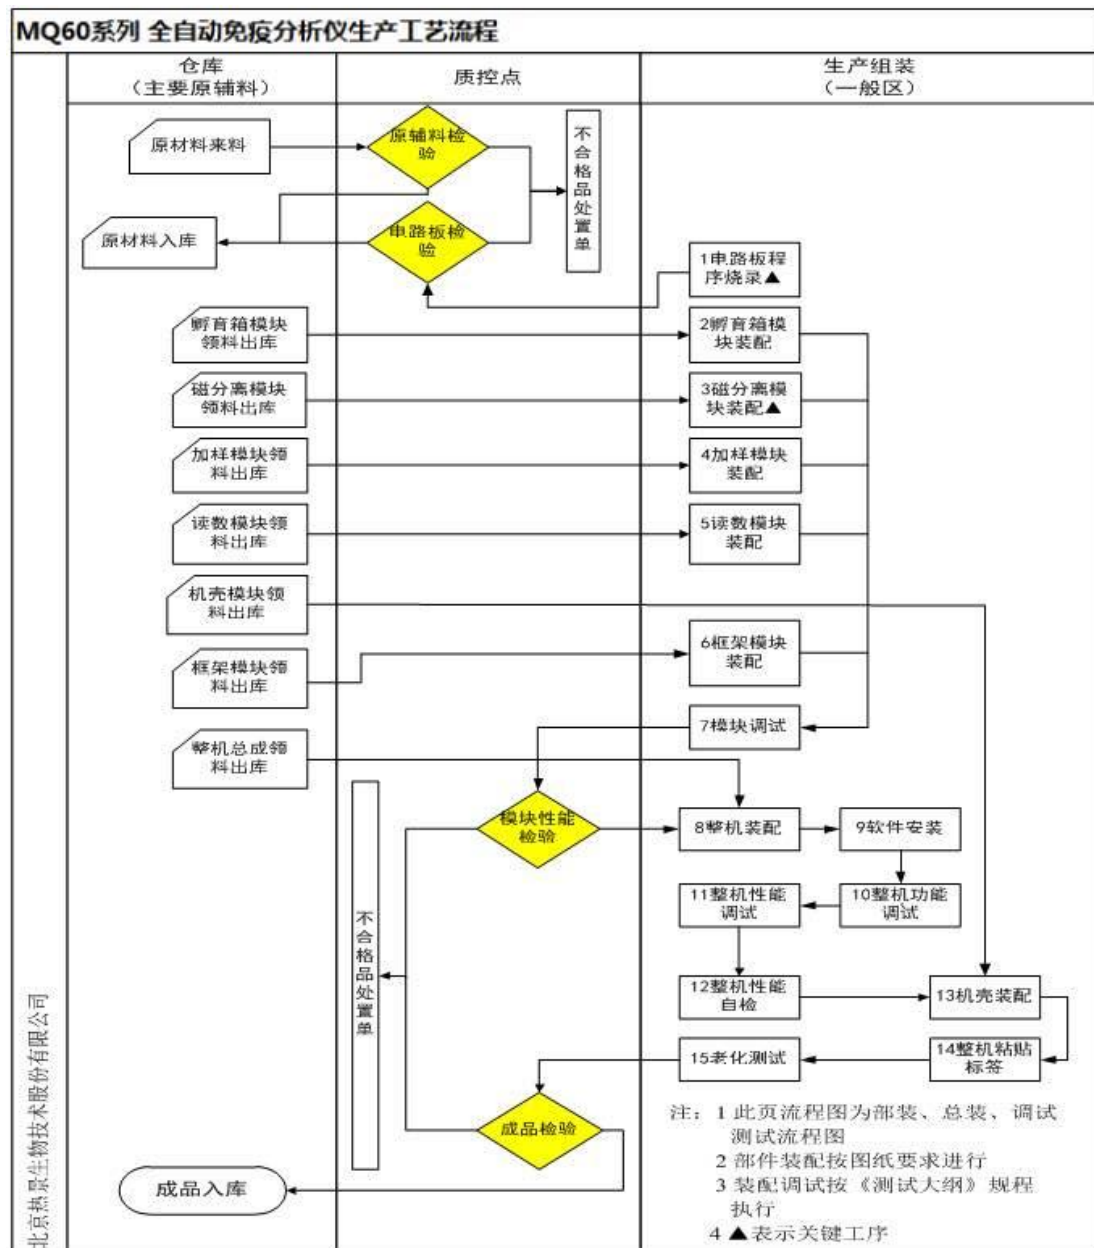 MQ60系列 全自动免疫分析仪生产工艺流程
仓库
（主要原辅料）
质控点
生产组装
（一般区）
原材料来料
原辅料检
验
不合格品处置单
原材料入库
电路板检
验
1电路板程
序烧录▲
孵育箱模块
领料出库
2孵育箱模
块装配
磁分离模块
领料出库
3磁分离模
块装配▲
加样模块领
料出库
4加样模块
装配
读数模块领
料出库
5读数模块
装配
机壳模块领
料出库
框架模块领
料出库
6框架模块
装配
7模块调试
整机总成领
料出库
模块性能
检验
8整机装配
9软件安装
11整机性能
调试
10整机功能
调试
不合格品处置单
12整机性能
自检
13机壳装配
15老化测试
14整机粘贴
标签
成品检验
成品入库
注：1 此页流程图为部装、总装、调试
测试流程图
2 部件装配按图纸要求进行
3 装配调试按《测试大纲》规程
执行
4 ▲表示关键工序
北京热景生物技术股份有限公司